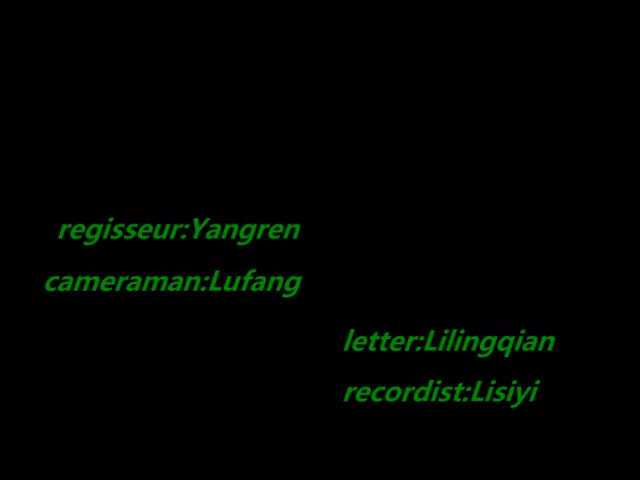 regisseur:Yangren
cameraman:Lufang
letter:Lilingqian
recordist:Lisiyi